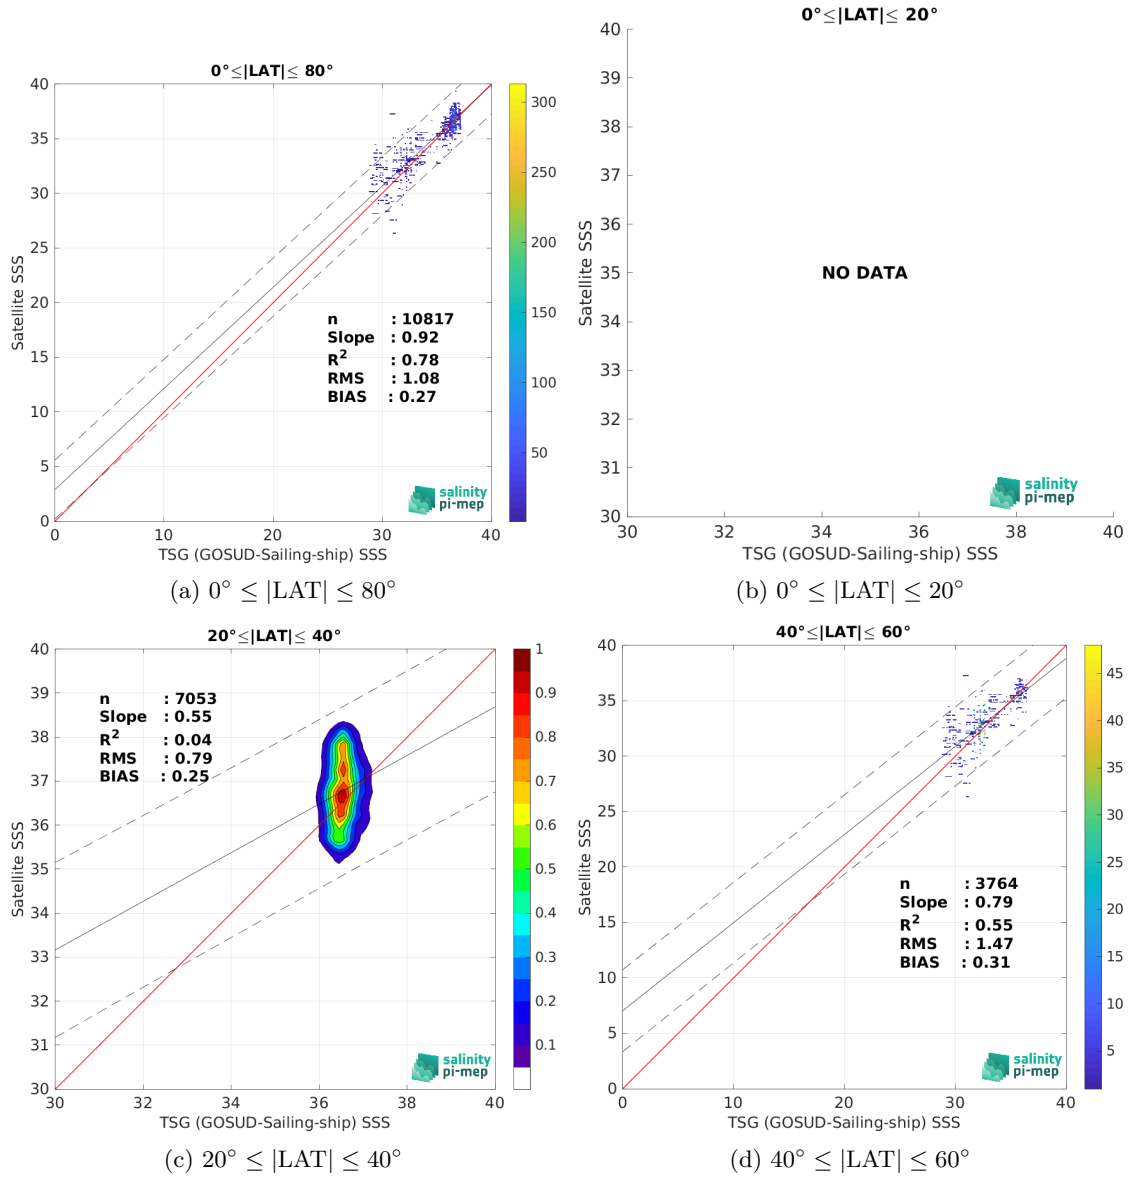 0°≤|LAT|≤ 80°
40
35
30
25
20
15
10
5
0
Satellite SSS
n : 10817
Slope : 0.92
R² : 0.78
RMS : 1.08
BIAS : 0.27
salinity
pi-mep
0 10 20 30 40
TSG (GOSUD-Sailing-ship) SSS
300
250
200
150
100
50
(a) 0° ≤ |LAT| ≤ 80°
0°≤|LAT|≤ 20°
40
39
38
37
36
35
34
33
32
31
30
Satellite SSS
NO DATA
salinity
pi-mep
30 32 34 36 38 40
TSG (GOSUD-Sailing-ship) SSS
(b) 0° ≤ |LAT| ≤ 20°
20°≤|LAT|≤ 40°
40
39
38
37
36
35
34
33
32
31
30
Satellite SSS
n : 7053
Slope : 0.55
R² : 0.04
RMS : 0.79
BIAS : 0.25
salinity
pi-mep
30 32 34 36 38 40
TSG (GOSUD-Sailing-ship) SSS
1
0.9
0.8
0.7
0.6
0.5
0.4
0.3
0.2
0.1
(c) 20° ≤ |LAT| ≤ 40°
40°≤|LAT|≤ 60°
40
35
30
25
20
15
10
5
0
Satellite SSS
n : 3764
Slope : 0.79
R² : 0.55
RMS : 1.47
BIAS : 0.31
salinity
pi-mep
0 10 20 30 40
TSG (GOSUD-Sailing-ship) SSS
45
40
35
30
25
20
15
10
5
(d) 40° ≤ |LAT| ≤ 60°